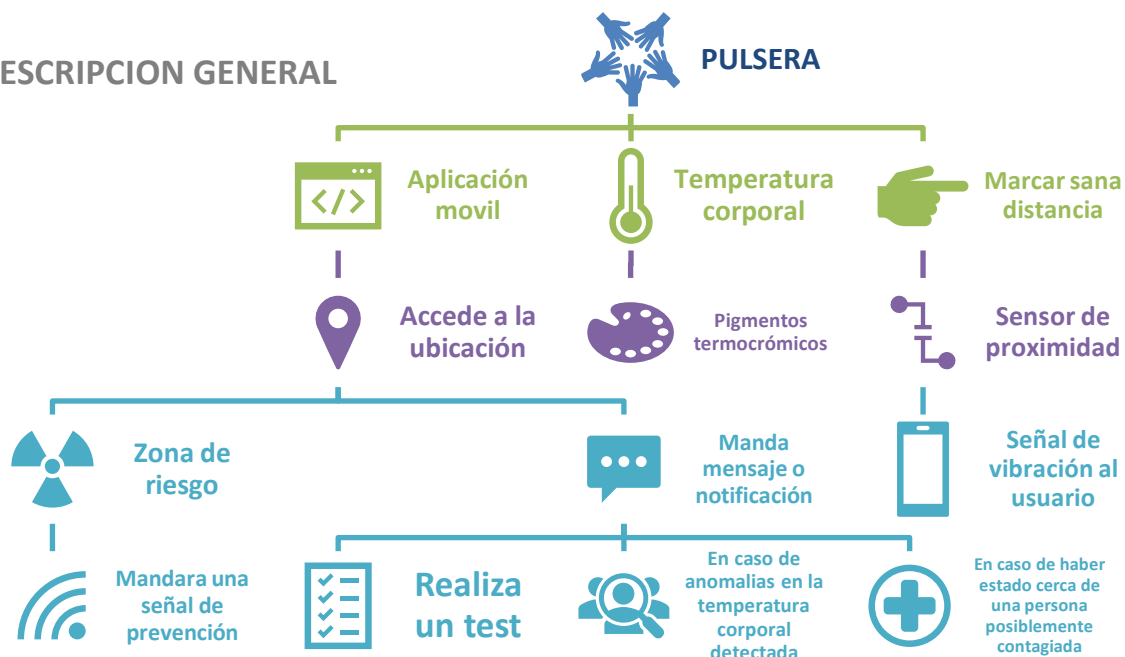 ESCRIPCION GENERAL
PULSERA
Aplicación
movil
Temperatura
corporal
Marcar sana
distancia
Accede a la
ubicación
Pigmentos
termocrómicos
Sensor de
proximidad
Zona de
riesgo
Manda
mensaje o
notificación
Señal de
vibración al
usuario
Mandara una
señal de
prevención
Realiza
un test
En caso de
anomalias en la
temperatura
corporal
detectada
En caso de haber
estado cerca de
una persona
posiblemente
contagiada